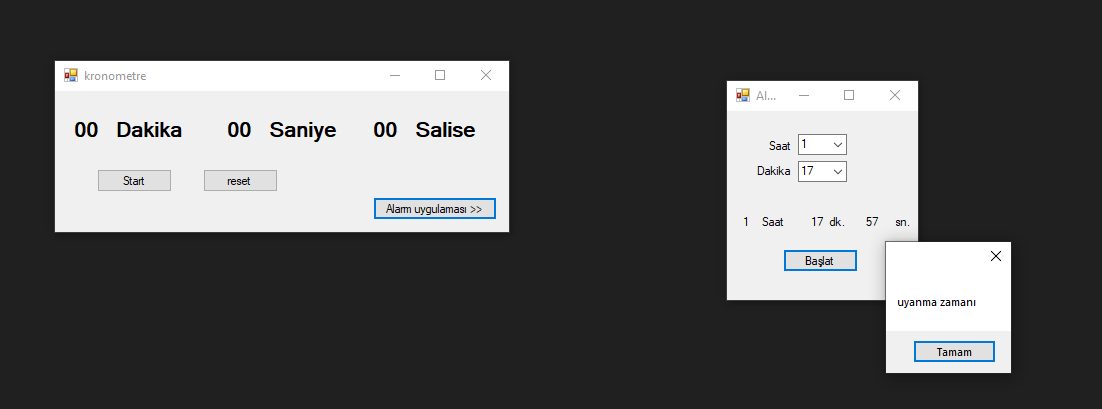 kronometre
00 Dakika 00 Saniye 00 Salise
Start reset
Alarm uygulaması >>
Al...
Saat 1
Dakika 17
1 Saat 17 dk. 57 sn.
Başlat
uyanma zamanı
Tamam